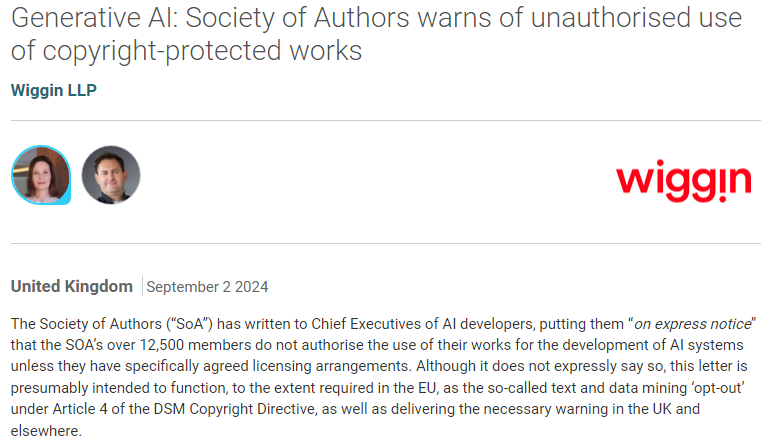 Generative AI: Society of Authors warns of unauthorised use
of copyright-protected works
Wiggin LLP
wiggin
United Kingdom
September 2 2024
The Society of Authors (“SoA”) has written to Chief Executives of AI developers, putting them “on express notice”
that the SOA’s over 12,500 members do not authorise the use of their works for the development of AI systems
unless they have specifically agreed licensing arrangements. Although it does not expressly say so, this letter is
presumably intended to function, to the extent required in the EU, as the so-called text and data mining ‘opt-out’
under Article 4 of the DSM Copyright Directive, as well as delivering the necessary warning in the UK and
elsewhere.